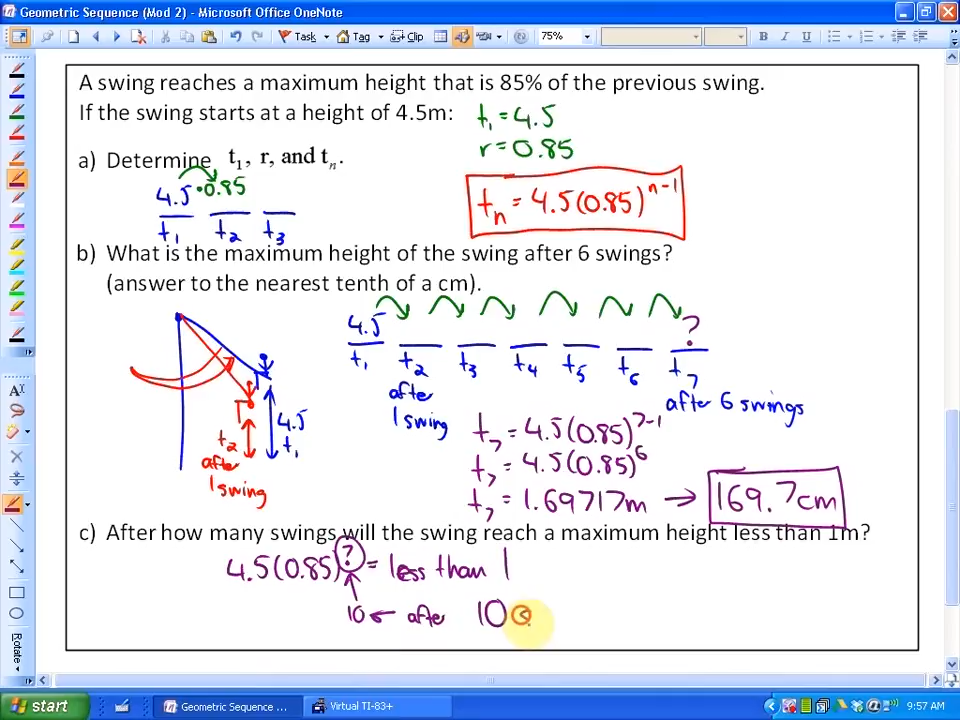 Geometric Sequence (Mod 2) - Microsoft Office OneNote
Task Tag Clip 75% B I U
A swing reaches a maximum height that is 85% of the previous swing.
If the swing starts at a height of 4.5m:
t₁ = 4.5
r = 0.85
a) Determine t₁, r, and tₙ.
4.5 •0.85
t₁ t₂ t₃
tₙ = 4.5(0.85)ⁿ⁻¹
b) What is the maximum height of the swing after 6 swings?
(answer to the nearest tenth of a cm).
4.5 ?
t₁ t₂ t₃ t₄ t₅ t₆ t₇
after 1 swing
after 6 swings
4.5
t₁
t₂
after
1 swing
t₇ = 4.5(0.85)⁷⁻¹
t₇ = 4.5(0.85)⁶
t₇ = 1.69717m → 169.7cm
c) After how many swings will the swing reach a maximum height less than 1m?
4.5(0.85)^? = less than 1
10 ← after 10
Rotate
start
Geometric Sequence ...
Virtual TI-83+
9:57 AM